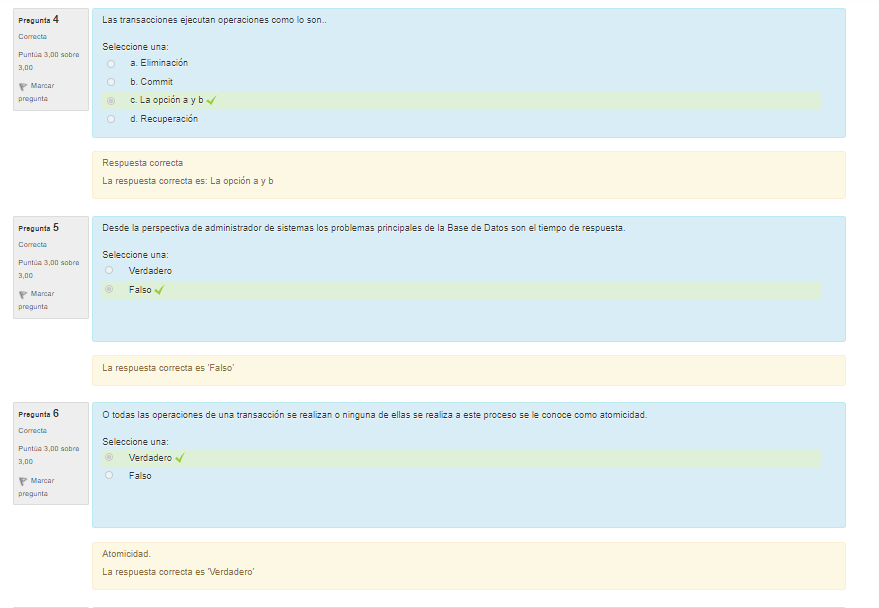 Pregunta 4
Correcta
Puntúa 3,00 sobre
3,00
Marcar
pregunta
Las transacciones ejecutan operaciones como lo son..
Seleccione una:
a. Eliminación
b. Commit
c. La opción a y b
d. Recuperación
Respuesta correcta
La respuesta correcta es: La opción a y b
Pregunta 5
Correcta
Puntúa 3,00 sobre
3,00
Marcar
pregunta
Desde la perspectiva de administrador de sistemas los problemas principales de la Base de Datos son el tiempo de respuesta.
Seleccione una:
Verdadero
Falso
La respuesta correcta es 'Falso'
Pregunta 6
Correcta
Puntúa 3,00 sobre
3,00
Marcar
pregunta
O todas las operaciones de una transacción se realizan o ninguna de ellas se realiza a este proceso se le conoce como atomicidad.
Seleccione una:
Verdadero
Falso
Atomicidad.
La respuesta correcta es 'Verdadero'